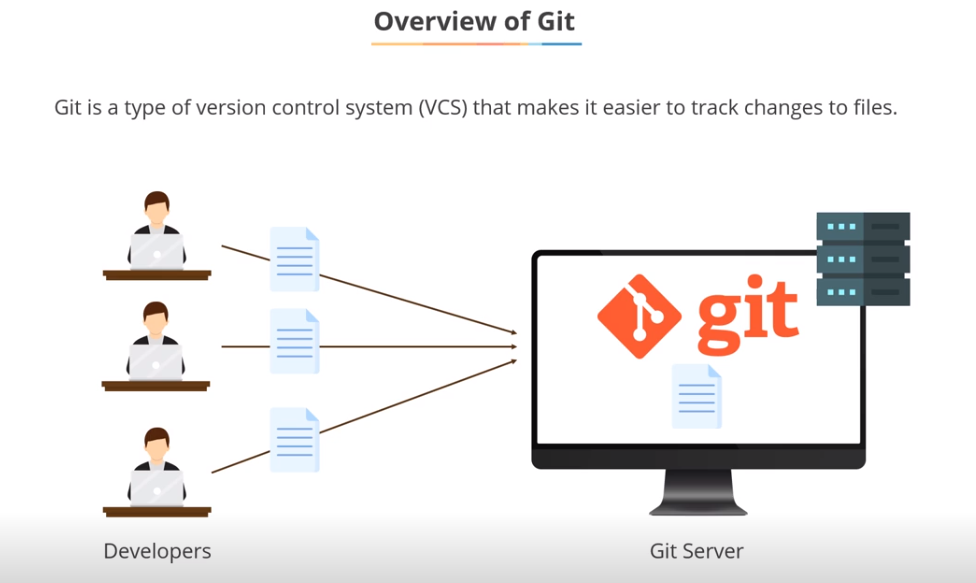 Overview of Git
Git is a type of version control system (VCS) that makes it easier to track changes to files.
git
Developers
Git Server